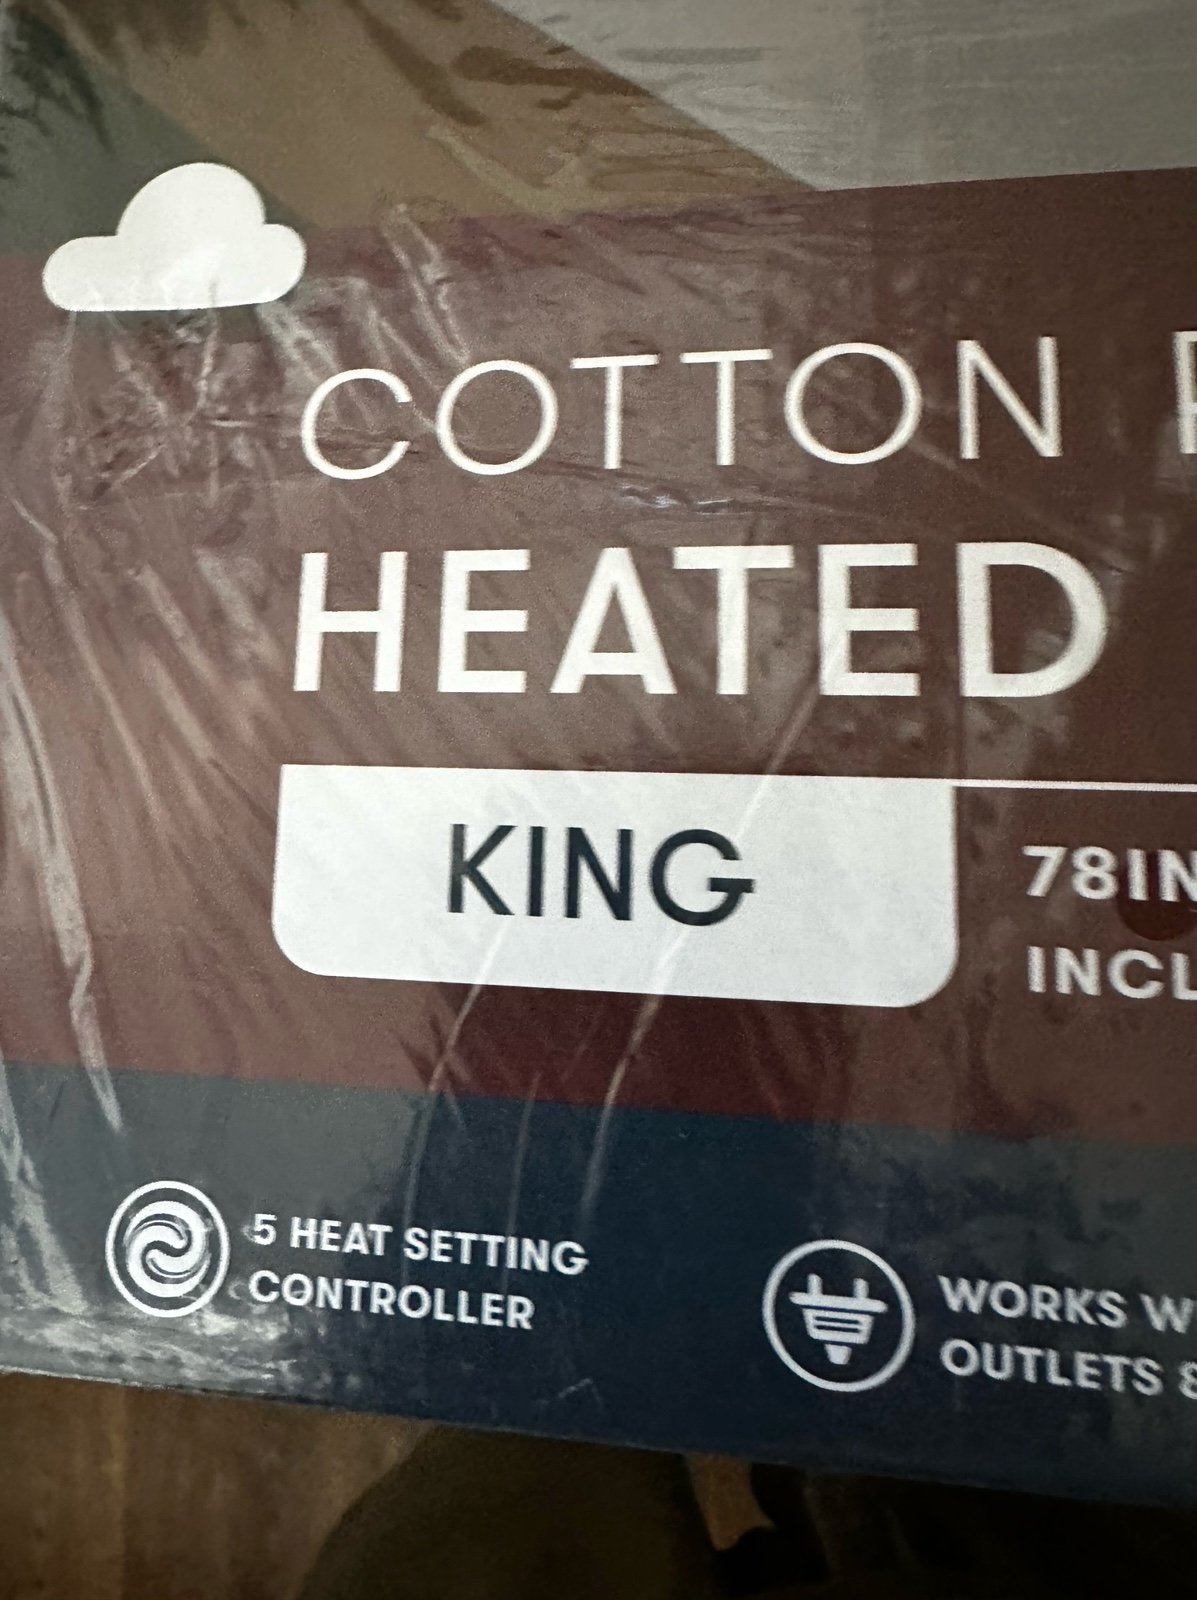 COTTON
HEATED
KING
78IN
INCL
5 HEAT SETTING
CONTROLLER
WORKS W
OUTLETS &